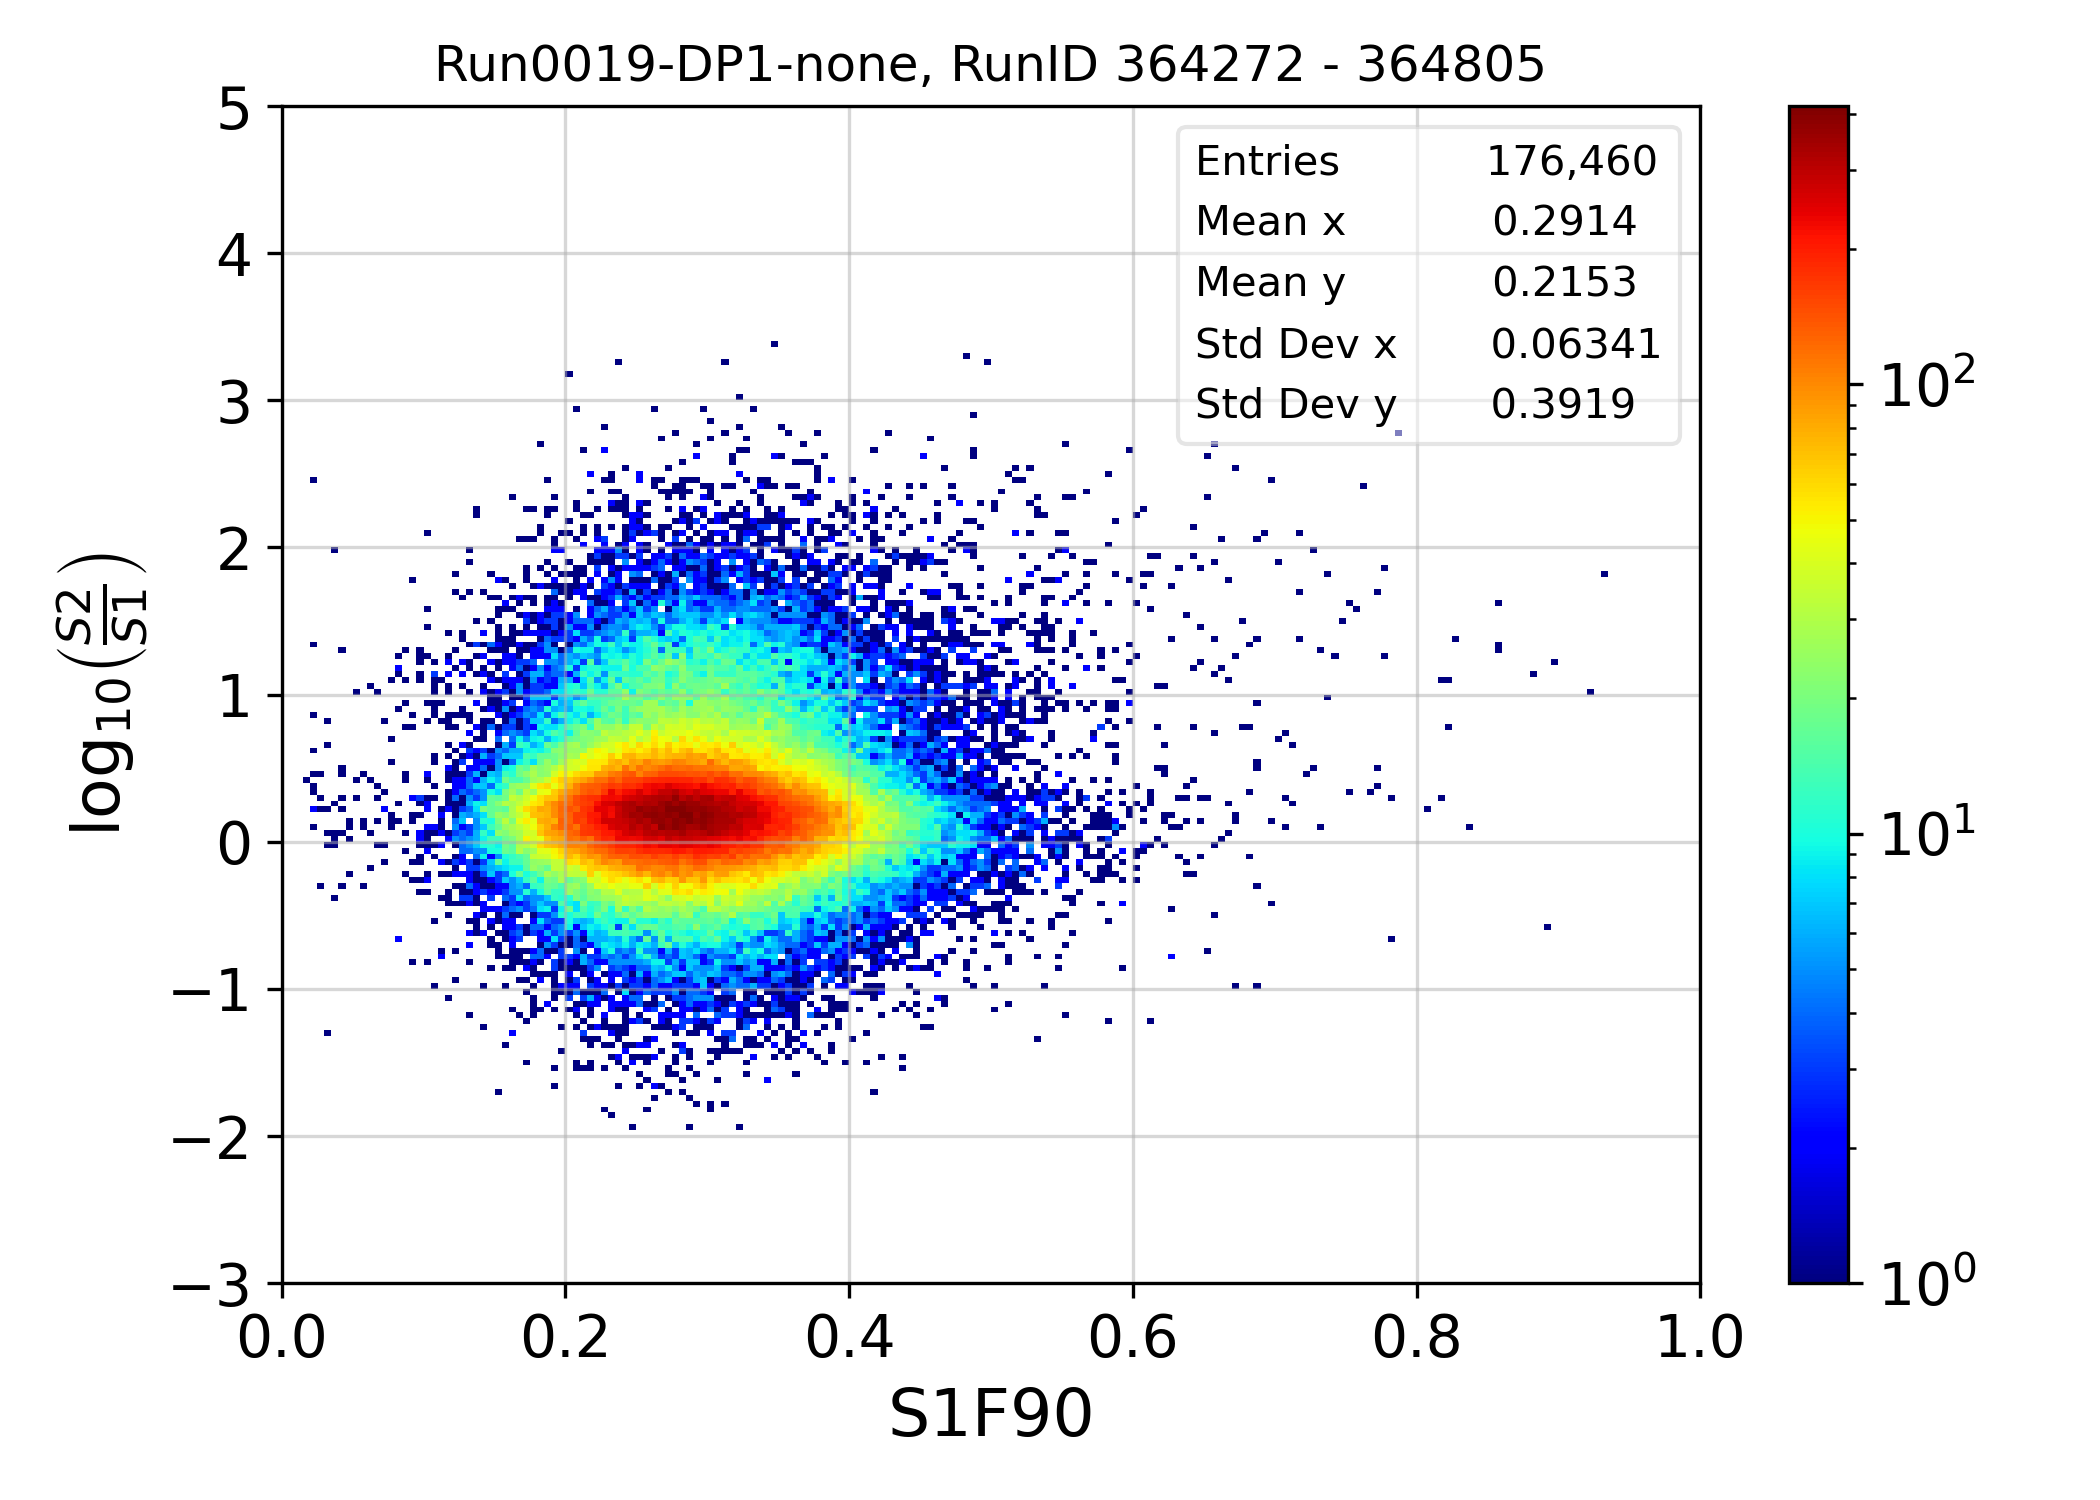 Run0019-DP1-none, RunID 364272 - 364805
Entries 176,460
Mean x 0.2914
Mean y 0.2153
Std Dev x 0.06341
Std Dev y 0.3919
5
4
3
2
1
0
−1
−2
−3
log₁₀(S2/S1)
0.0 0.2 0.4 0.6 0.8 1.0
S1F90
10²
10¹
10⁰